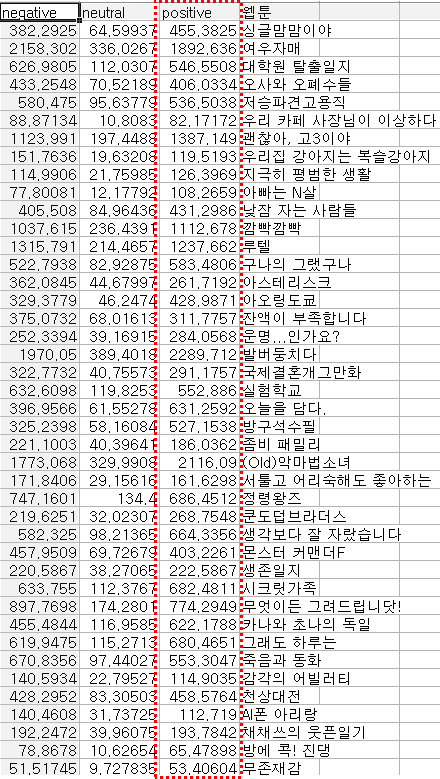 negative neutral positive 웹툰
382,2925 64,59937 455,3825 싱글맘맘이야
2158,302 336,0267 1892,636 여우자매
626,9805 112,0307 546,5508 대학원 탈출일지
433,2548 70,52189 406,0334 오사와 오폐수들
580,475 95,63779 536,5038 저승파견고용직
88,87134 10,8083 82,17172 우리 카페 사장님이 이상하다
1123,991 197,4488 1387,149 괜찮아, 고3이야
151,7636 19,63208 119,5193 우리집 강아지는 복슬강아지
114,9906 21,75985 126,3969 지극히 평범한 생활
77,80081 12,17792 108,2659 아빠는 N살
405,508 84,96436 431,2986 낮잠 자는 사람들
1037,615 236,4391 1112,678 깜빡깜빡
1315,791 214,4657 1237,662 루텔
522,7938 82,92875 583,4806 구나의 그랬구나
362,0845 44,67997 261,7192 아스테리스크
329,3779 46,2474 428,9871 아오링도쿄
375,0732 68,01613 311,7757 잔액이 부족합니다
252,3394 39,16915 284,0568 운명...인가요?
1970,05 389,4018 2289,712 발버둥치다
322,7732 40,75573 291,1757 국제결혼개그만화
632,6098 119,8253 552,886 실험학교
396,9566 61,55278 631,2592 오늘을 담다.
325,2398 58,16084 527,1538 방구석수필
221,1003 40,39641 186,0362 좀비 패밀리
1773,068 329,9908 2116,09 (Old)악마법소녀
171,8406 29,15616 161,6298 서툴고 어리숙해도 좋아하는
747,1601 134,4 686,4512 정령왕즈
219,6251 32,02307 268,7548 쿤도덥브라더스
582,325 98,21365 664,3356 생각보다 잘 자랐습니다
457,9509 69,72679 403,2261 몬스터 커맨더F
220,5867 38,27065 222,5867 생존일지
633,755 112,3767 682,4811 시크릿가족
897,7698 174,2801 774,2949 무엇이든 그려드립니닷!
455,4844 116,9585 622,1788 카나와 초나의 독일
619,9475 115,2713 680,4651 그래도 하루는
670,8356 97,44027 553,3047 죽음과 동화
140,5934 22,79527 114,9035 감각의 어빌러티
428,2952 83,30503 458,5764 천상대전
140,4608 31,73725 112,719 AI폰 아리랑
192,2472 39,96075 193,7842 채채쓰의 웃픈일기
78,8678 10,62654 65,47898 방에 콕! 진댕
51,51745 9,727835 53,40604 무존재감